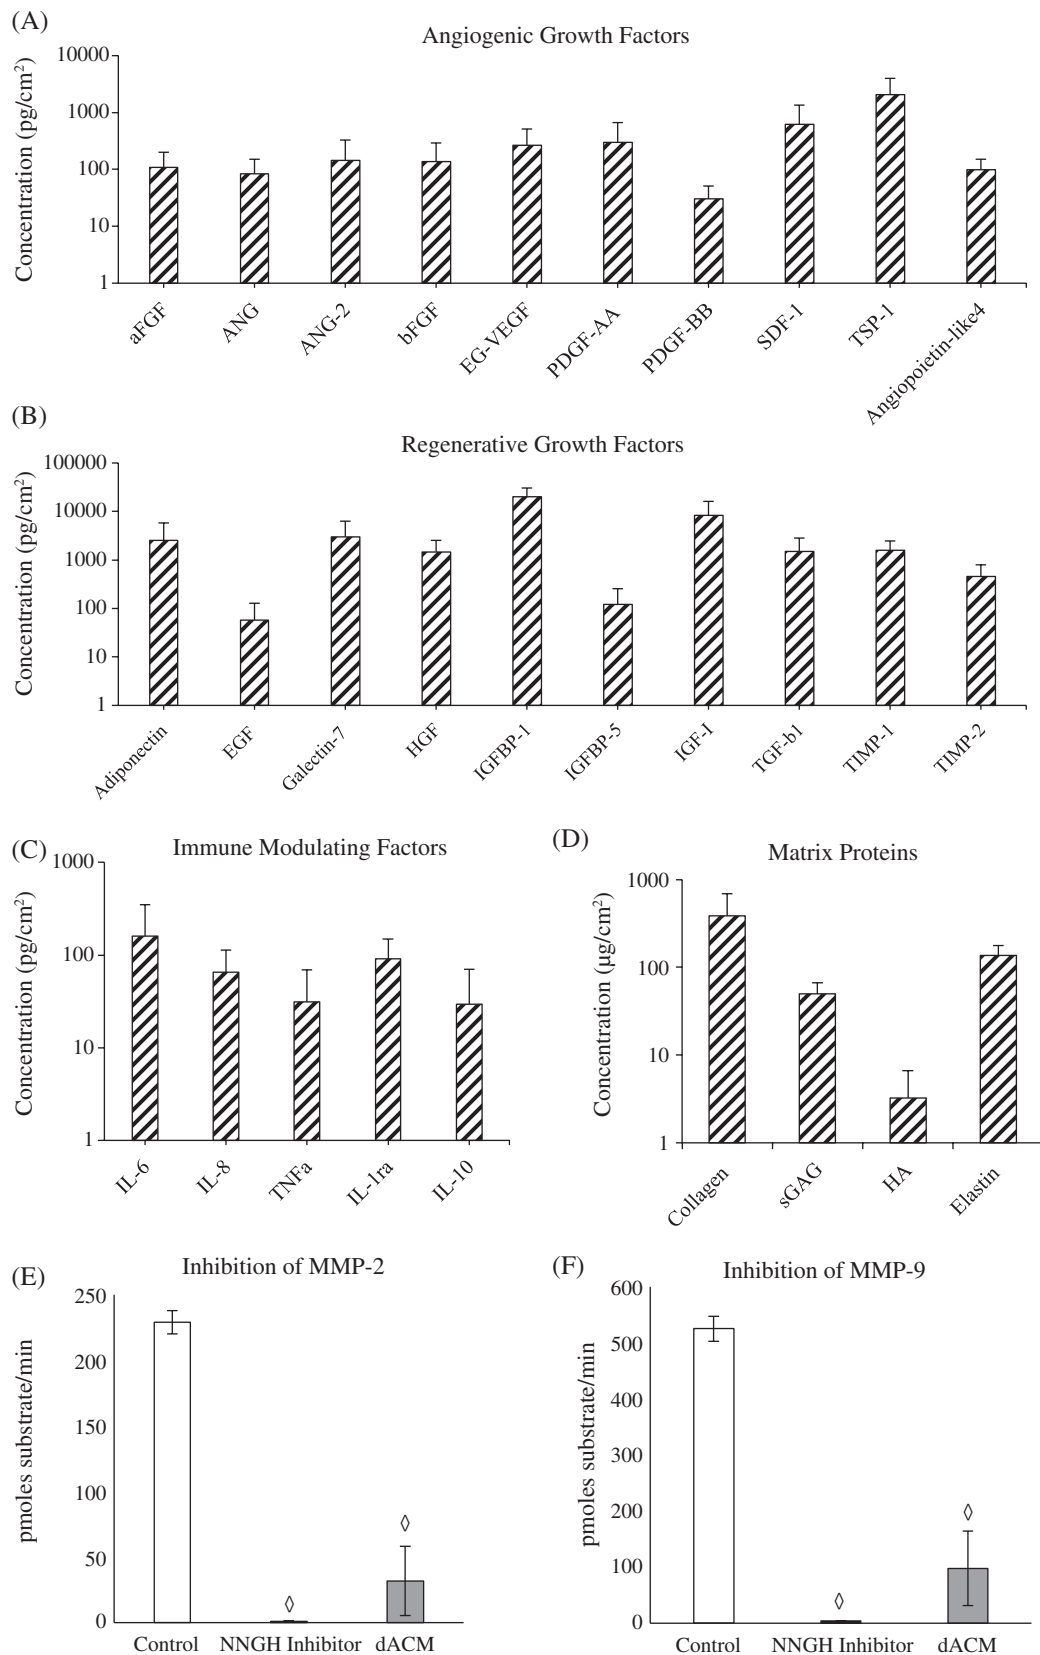 (A)
Angiogenic Growth Factors
Concentration (pg/cm²)
10000
1000
100
10
1
aFGF
ANG
ANG-2
bFGF
EG-VEGF
PDGF-AA
PDGF-BB
SDF-1
TSP-1
Angiopoietin-like4
(B)
Regenerative Growth Factors
Concentration (pg/cm²)
100000
10000
1000
100
10
1
Adiponectin
EGF
Galectin-7
HGF
IGFBP-1
IGFBP-5
IGF-I
TGF-b1
TIMP-1
TIMP-2
(C)
Immune Modulating Factors
Concentration (pg/cm²)
1000
100
10
1
IL-6
IL-8
TNFa
IL-1ra
IL-10
(D)
Matrix Proteins
Concentration (µg/cm²)
1000
100
10
1
Collagen
sGAG
HA
Elastin
(E)
Inhibition of MMP-2
pmoles substrate/min
250
200
150
100
50
0
◊
◊
Control
NNGH Inhibitor
dACM
(F)
Inhibition of MMP-9
pmoles substrate/min
600
500
400
300
200
100
0
◊
◊
Control
NNGH Inhibitor
dACM